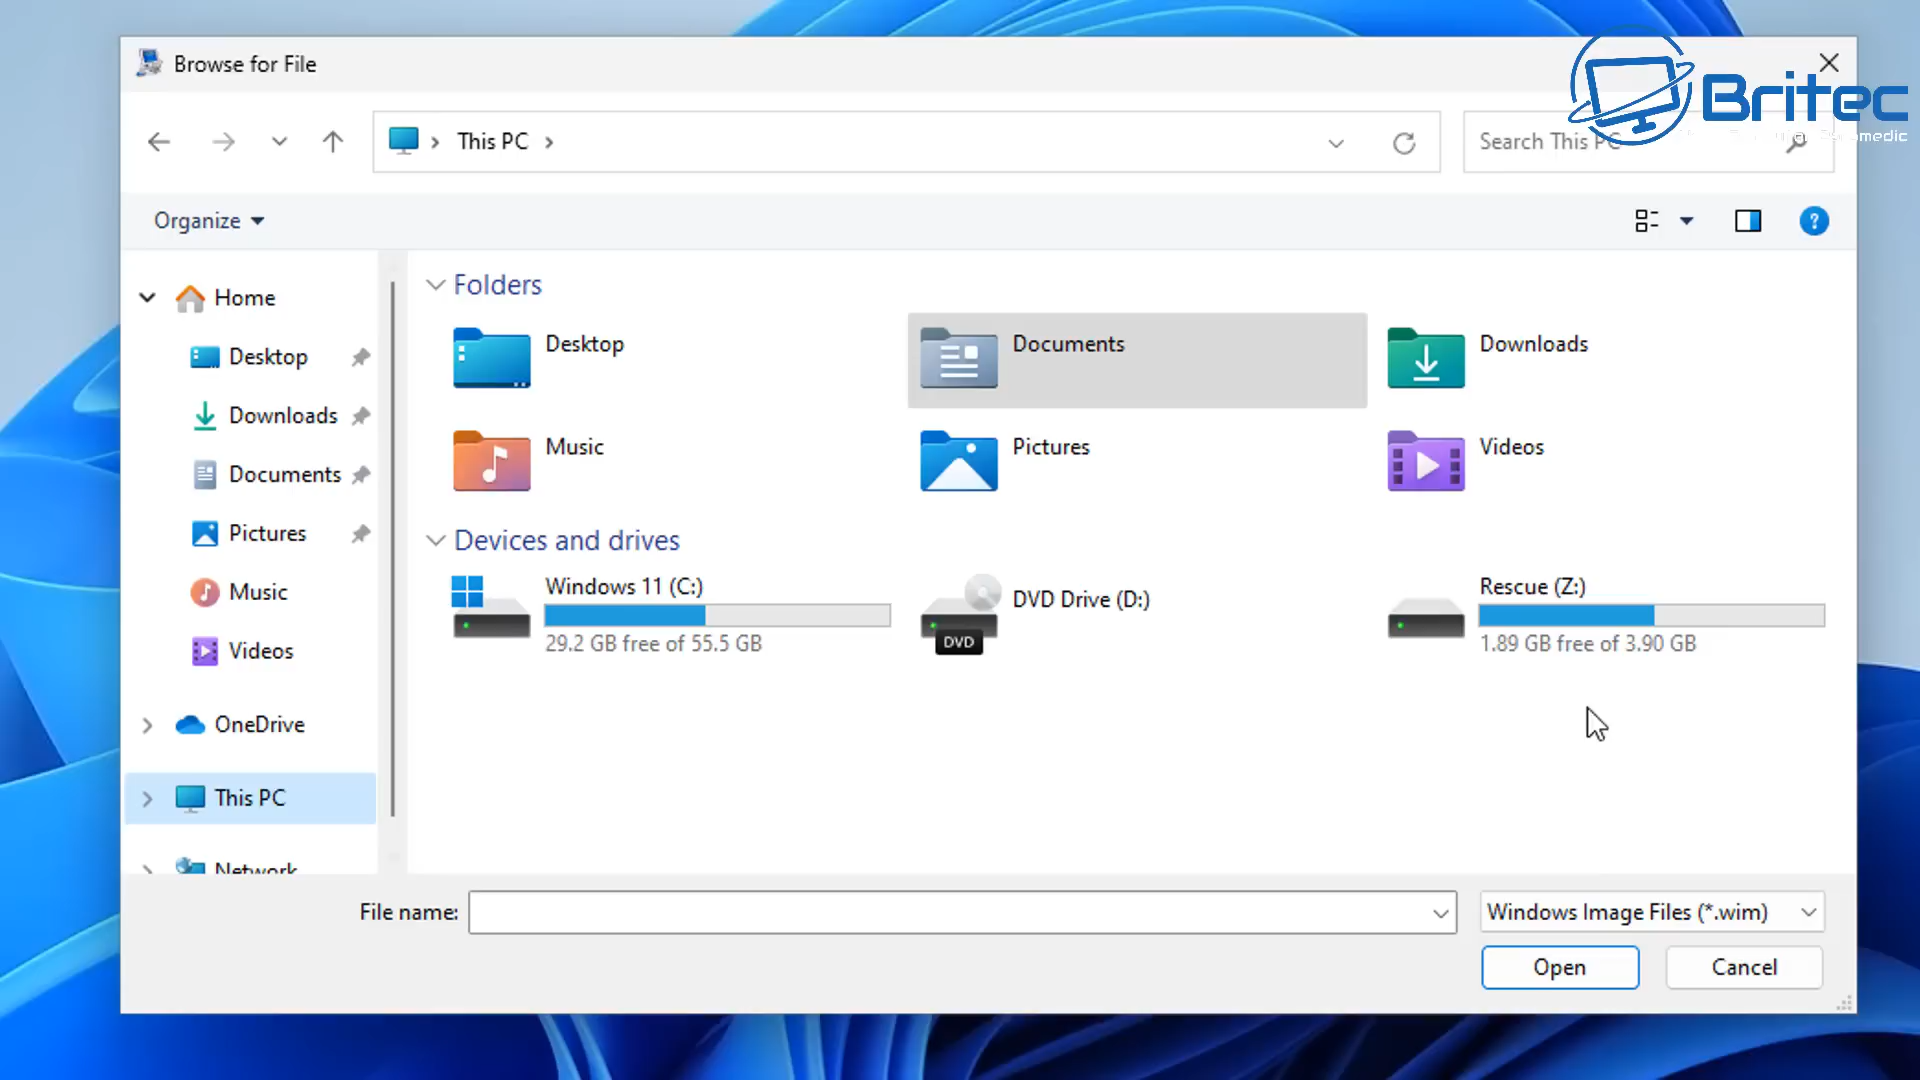 Browse for File
Britec
This PC
Search This PC
Organize
Home
Desktop
Downloads
Documents
Pictures
Music
Videos
OneDrive
This PC
Network
Folders
Desktop
Documents
Downloads
Music
Pictures
Videos
Devices and drives
Windows 11 (C:)
29.2 GB free of 55.5 GB
DVD
DVD Drive (D:)
Rescue (Z:)
1.89 GB free of 3.90 GB
File name:
Windows Image Files (*.wim)
Open
Cancel